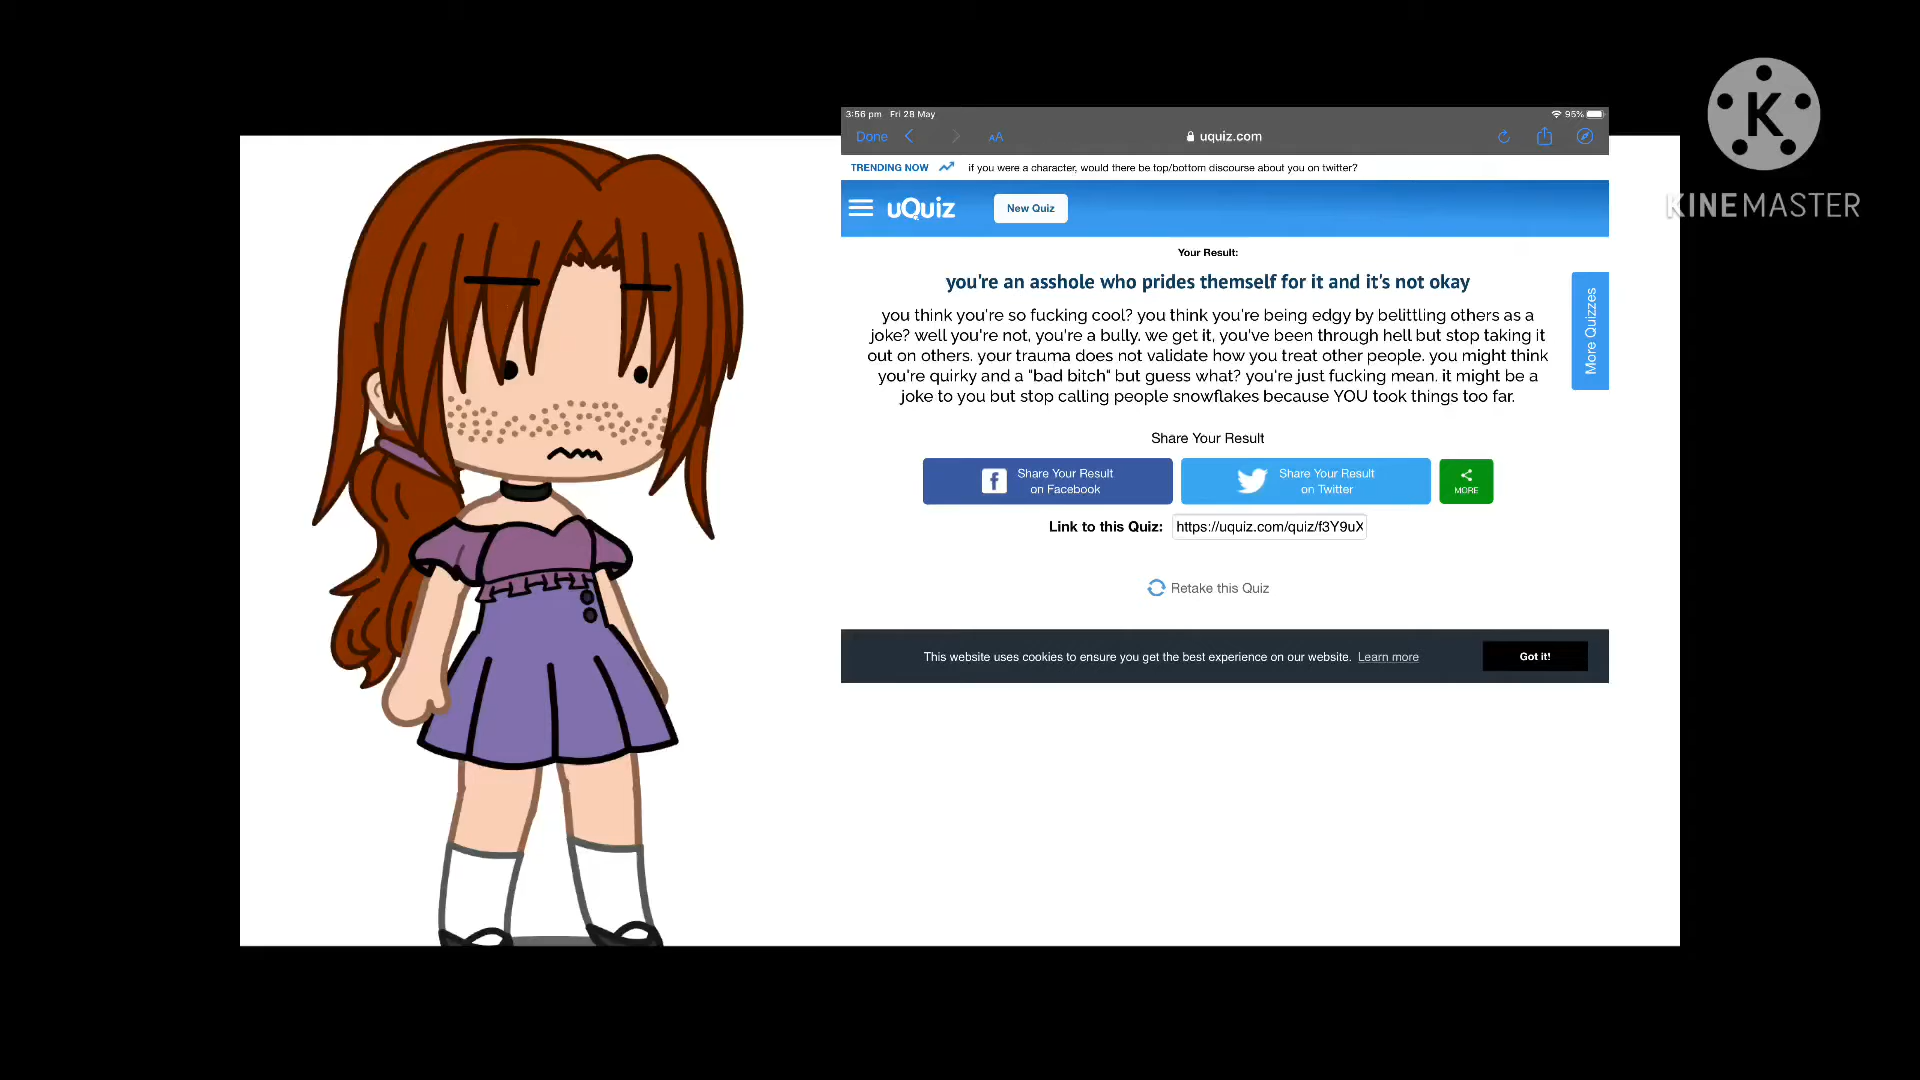 3:56 pm Fri 28 May
95%
Done
AA
uquiz.com
TRENDING NOW
if you were a character, would there be top/bottom discourse about you on twitter?
uQuiz
New Quiz
Your Result:
you're an asshole who prides themself for it and it's not okay
you think you're so fucking cool? you think you're being edgy by belittling others as a
joke? well you're not, you're a bully. we get it, you've been through hell but stop taking it
out on others. your trauma does not validate how you treat other people. you might think
you're quirky and a "bad bitch" but guess what? you're just fucking mean. it might be a
joke to you but stop calling people snowflakes because YOU took things too far.
More Quizzes
Share Your Result
f
Share Your Result
on Facebook
Share Your Result
on Twitter
MORE
Link to this Quiz:
https://uquiz.com/quiz/f3Y9uX
Retake this Quiz
This website uses cookies to ensure you get the best experience on our website. Learn more
Got it!
K
KINEMASTER